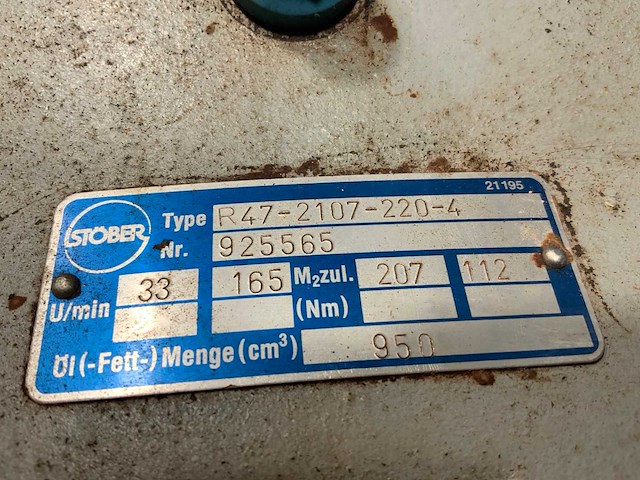 21195
STÖBER
Type R47-2107-220-4
Nr. 925565
U/min 33 165 M₂zul. (Nm) 207 112
Öl (-Fett-) Menge (cm³) 950